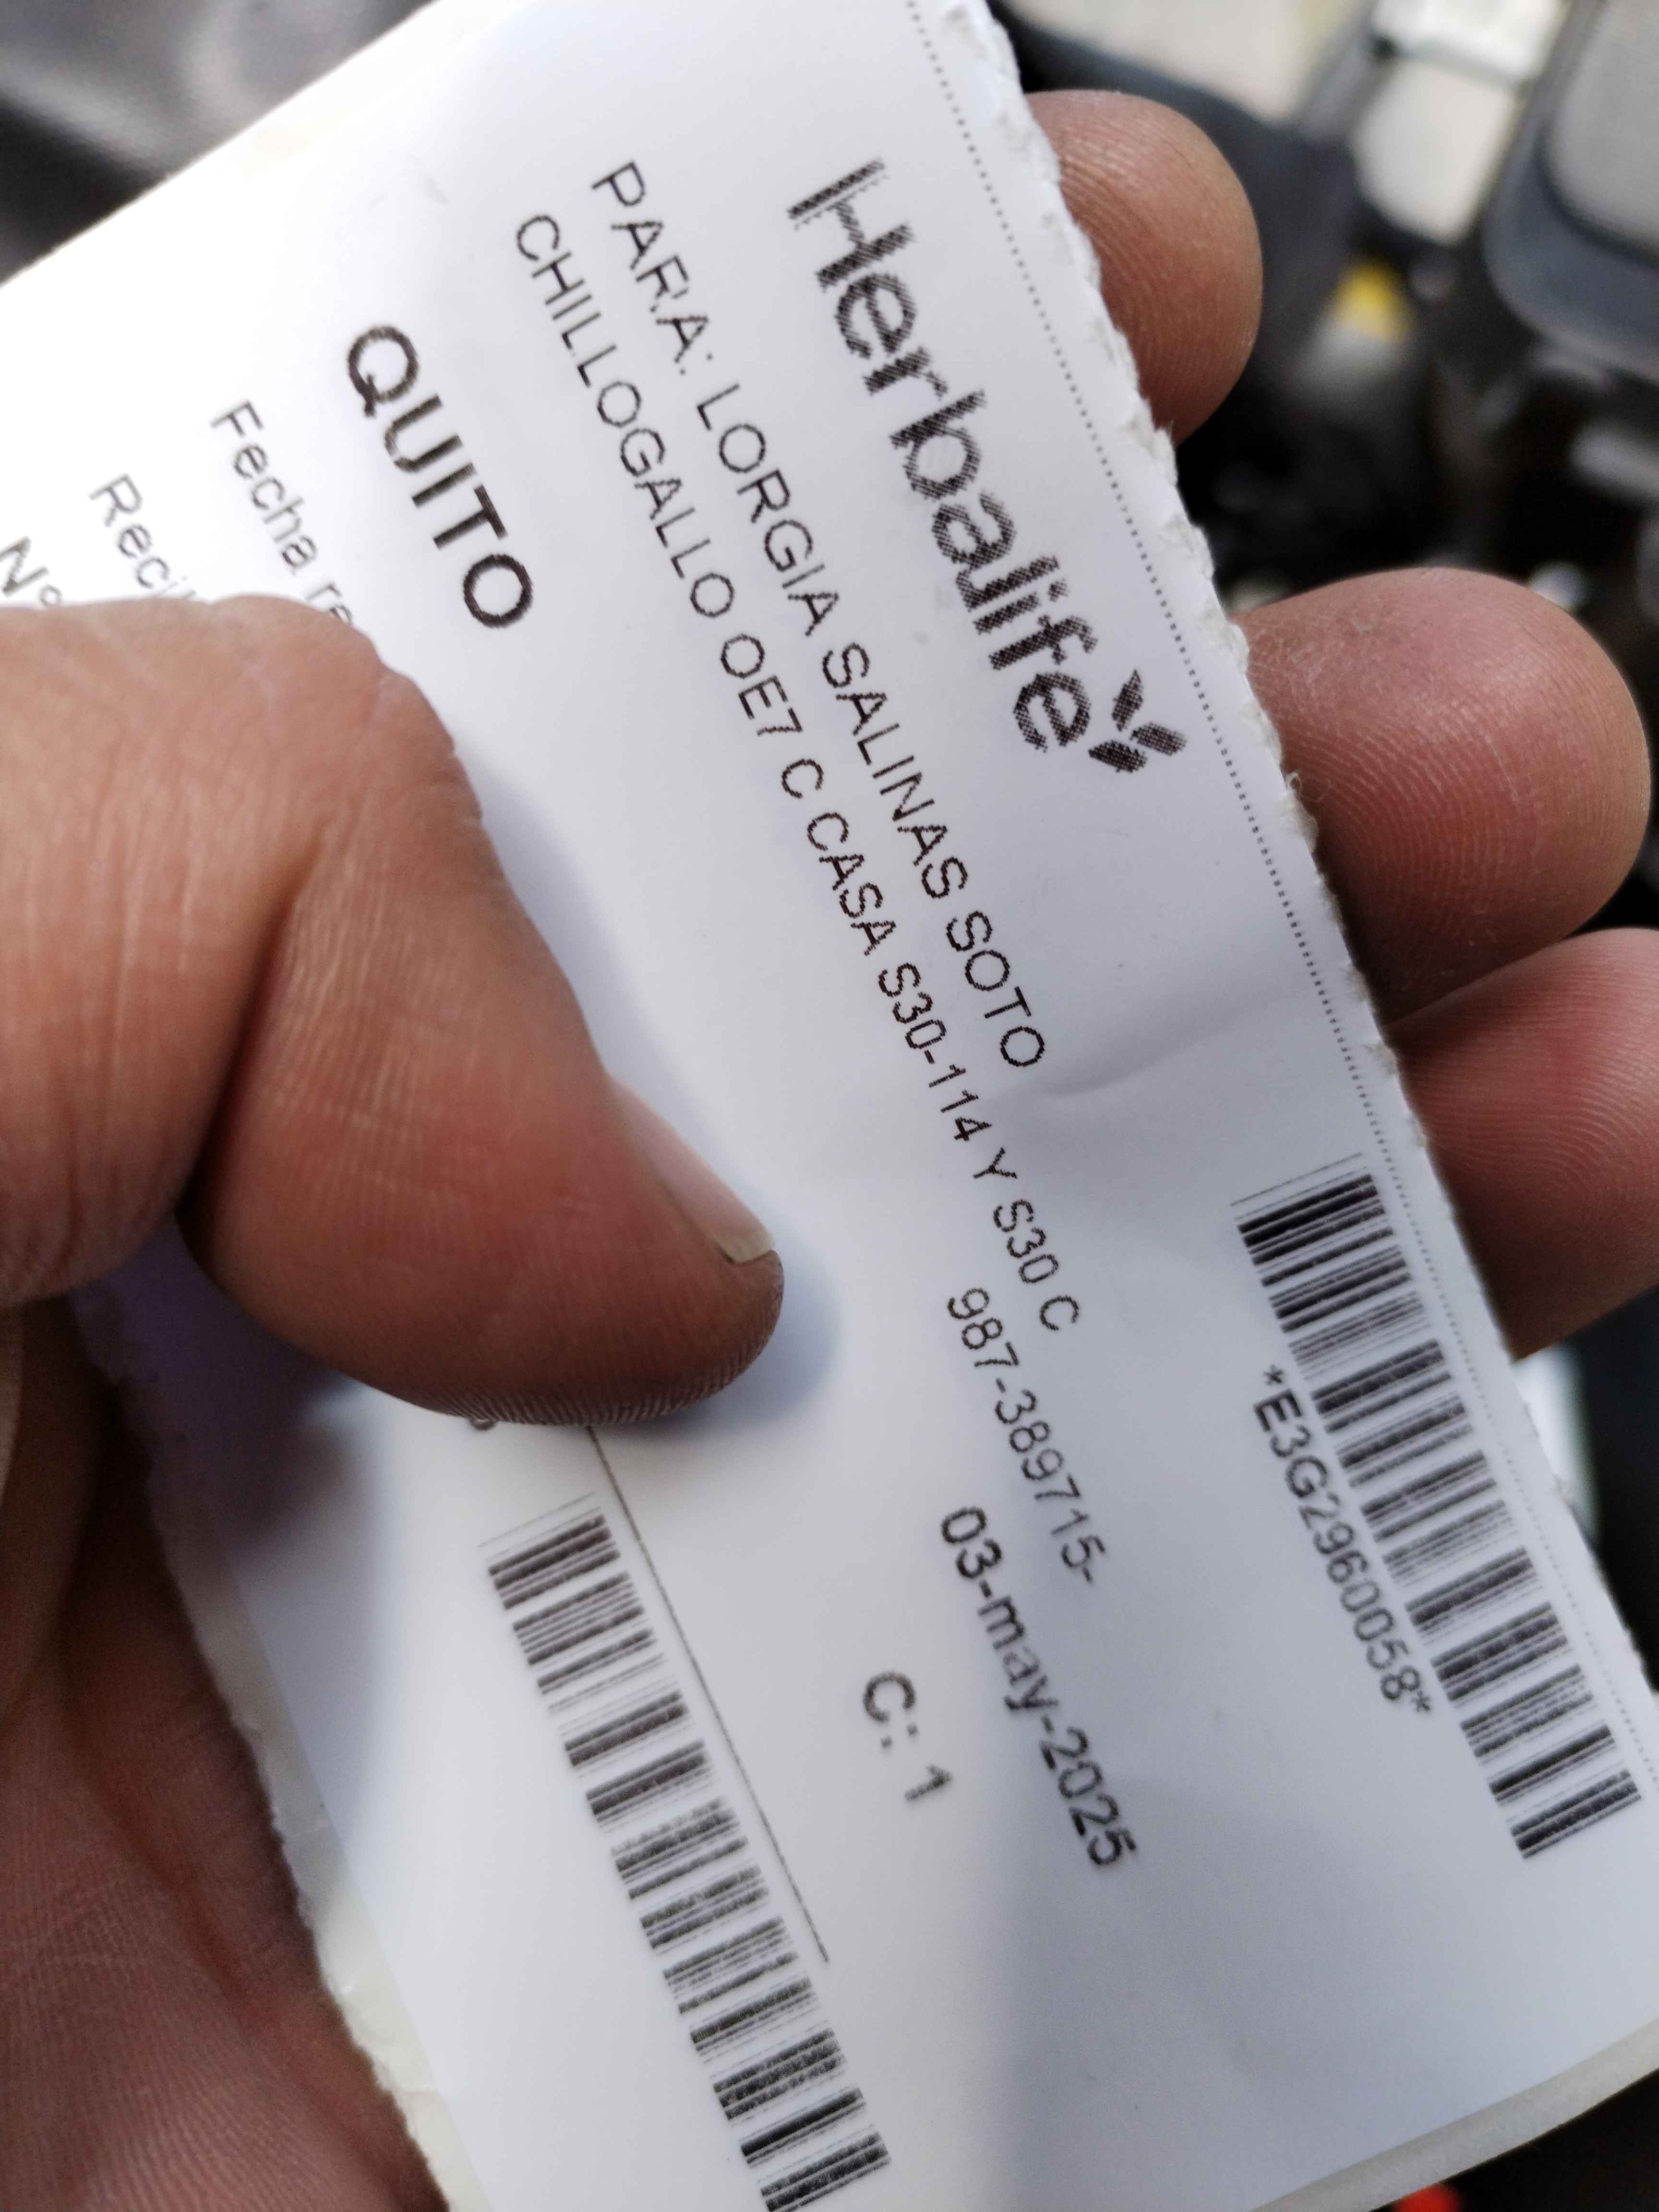 *E3G2960058*
Herbalife
PARA: LORGIA SALINAS SOTO
CHILLOGALLO OE7 C CASA S30-114 Y S30 C
987-389715-
03-may-2025
QUITO
C: 1
Fecha